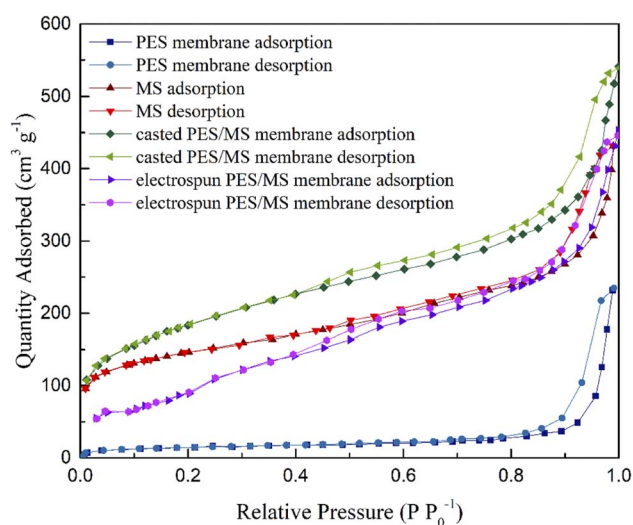 600
500
400
300
200
100
0
Quantity Adsorbed (cm³ g⁻¹)
PES membrane adsorption
PES membrane desorption
MS adsorption
MS desorption
casted PES/MS membrane adsorption
casted PES/MS membrane desorption
electrospun PES/MS membrane adsorption
electrospun PES/MS membrane desorption
0.0 0.2 0.4 0.6 0.8 1.0
Relative Pressure (P P₀⁻¹)